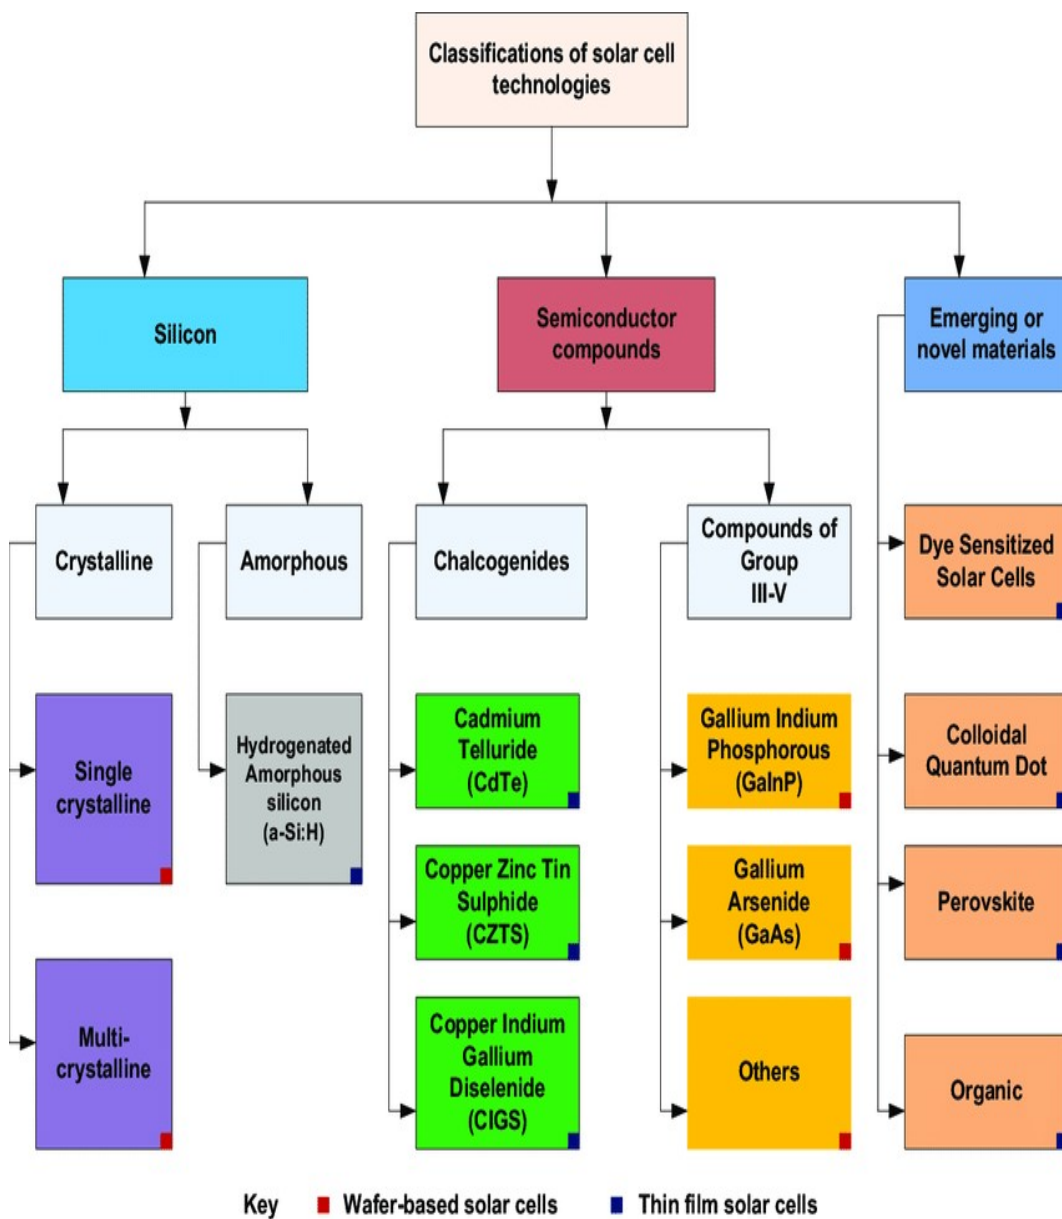 Classifications of solar cell
technologies
Silicon
Semiconductor
compounds
Emerging or
novel materials
Crystalline
Amorphous
Chalcogenides
Compounds of
Group
III-V
Dye Sensitized
Solar Cells
Single
crystalline
Hydrogenated
Amorphous
silicon
(a-Si:H)
Cadmium
Telluride
(CdTe)
Gallium Indium
Phosphorous
(GaInP)
Colloidal
Quantum Dot
Copper Zinc Tin
Sulphide
(CZTS)
Gallium
Arsenide
(GaAs)
Perovskite
Multi-
crystalline
Copper Indium
Gallium
Diselenide
(CIGS)
Others
Organic
Key Wafer-based solar cells Thin film solar cells